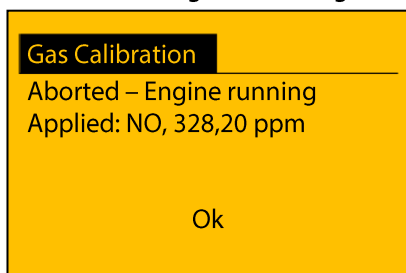 Gas Calibration
Aborted – Engine running
Applied: NO, 328,20 ppm
Ok